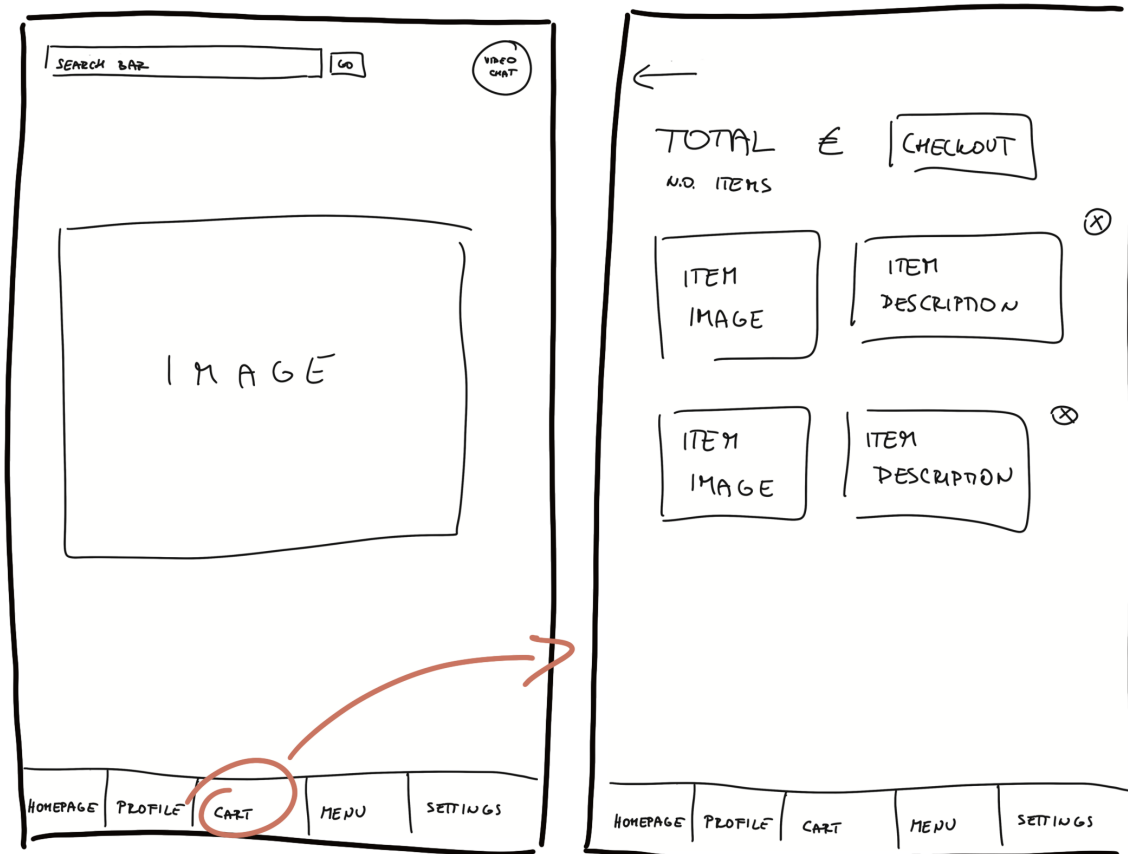 SEARCH BAR
GO
VIDEO
CHAT
IMAGE
HOMEPAGE
PROFILE
CART
MENU
SETTINGS
TOTAL € CHECKOUT
N.O. ITEMS
X
ITEM
IMAGE
ITEM
DESCRIPTION
X
ITEM
IMAGE
ITEM
DESCRIPTION
HOMEPAGE
PROFILE
CART
MENU
SETTINGS